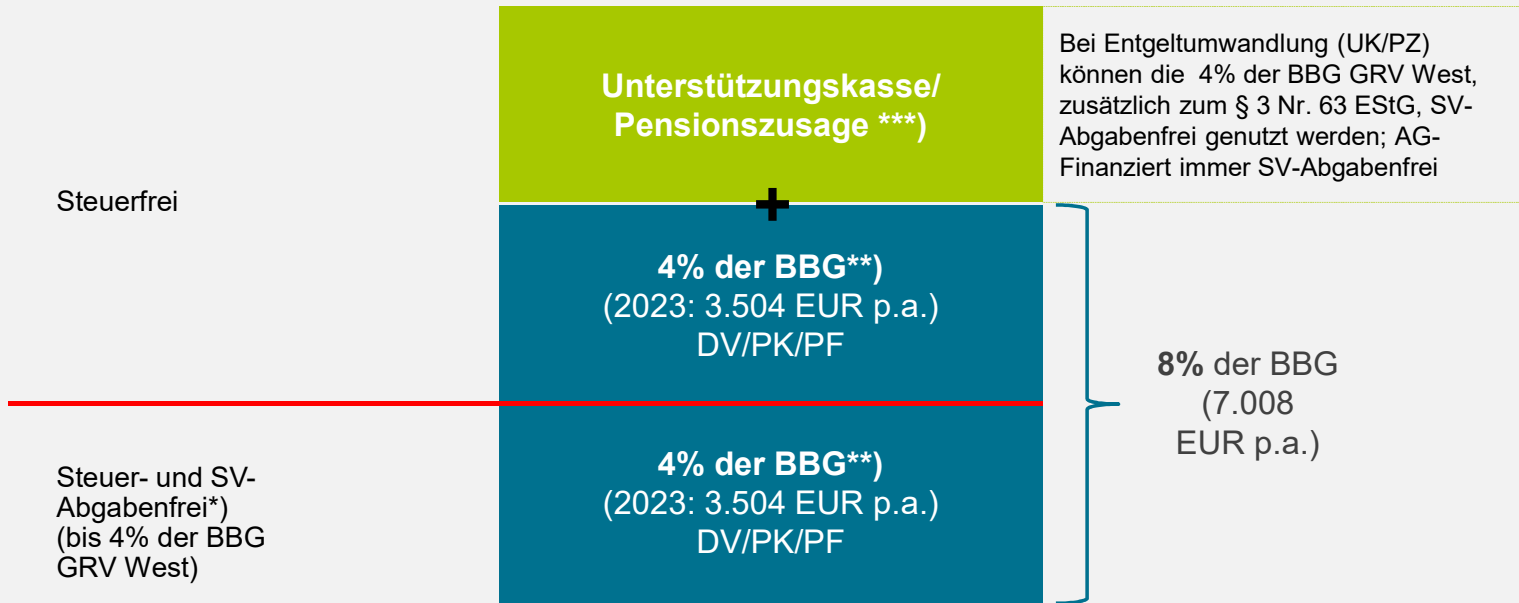 Unterstützungskasse/
Pensionszusage ***)
Bei Entgeltumwandlung (UK/PZ)
können die 4% der BBG GRV West,
zusätzlich zum § 3 Nr. 63 EStG, SV-
Abgabenfrei genutzt werden; AG-
Finanziert immer SV-Abgabenfrei
Steuerfrei
+
4% der BBG**)
(2023: 3.504 EUR p.a.)
DV/PK/PF
8% der BBG
(7.008
EUR p.a.)
Steuer- und SV-
Abgabenfrei*)
(bis 4% der BBG
GRV West)
4% der BBG**)
(2023: 3.504 EUR p.a.)
DV/PK/PF